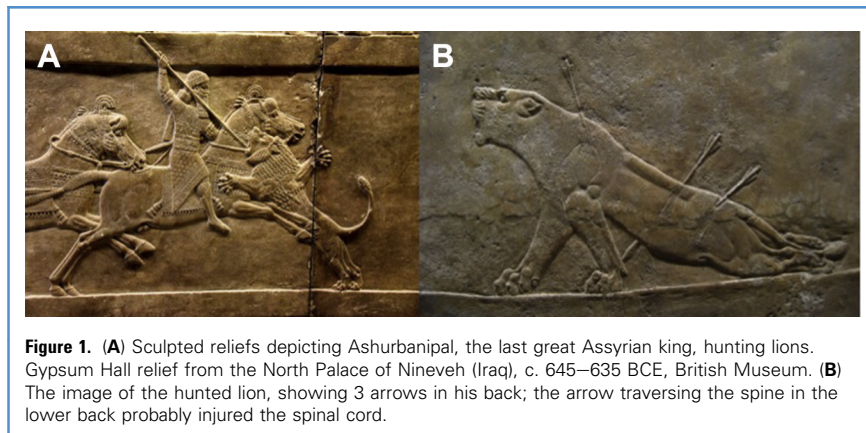 A
B
Figure 1. (A) Sculpted reliefs depicting Ashurbanipal, the last great Assyrian king, hunting lions.
Gypsum Hall relief from the North Palace of Nineveh (Iraq), c. 645–635 BCE, British Museum. (B)
The image of the hunted lion, showing 3 arrows in his back; the arrow traversing the spine in the
lower back probably injured the spinal cord.